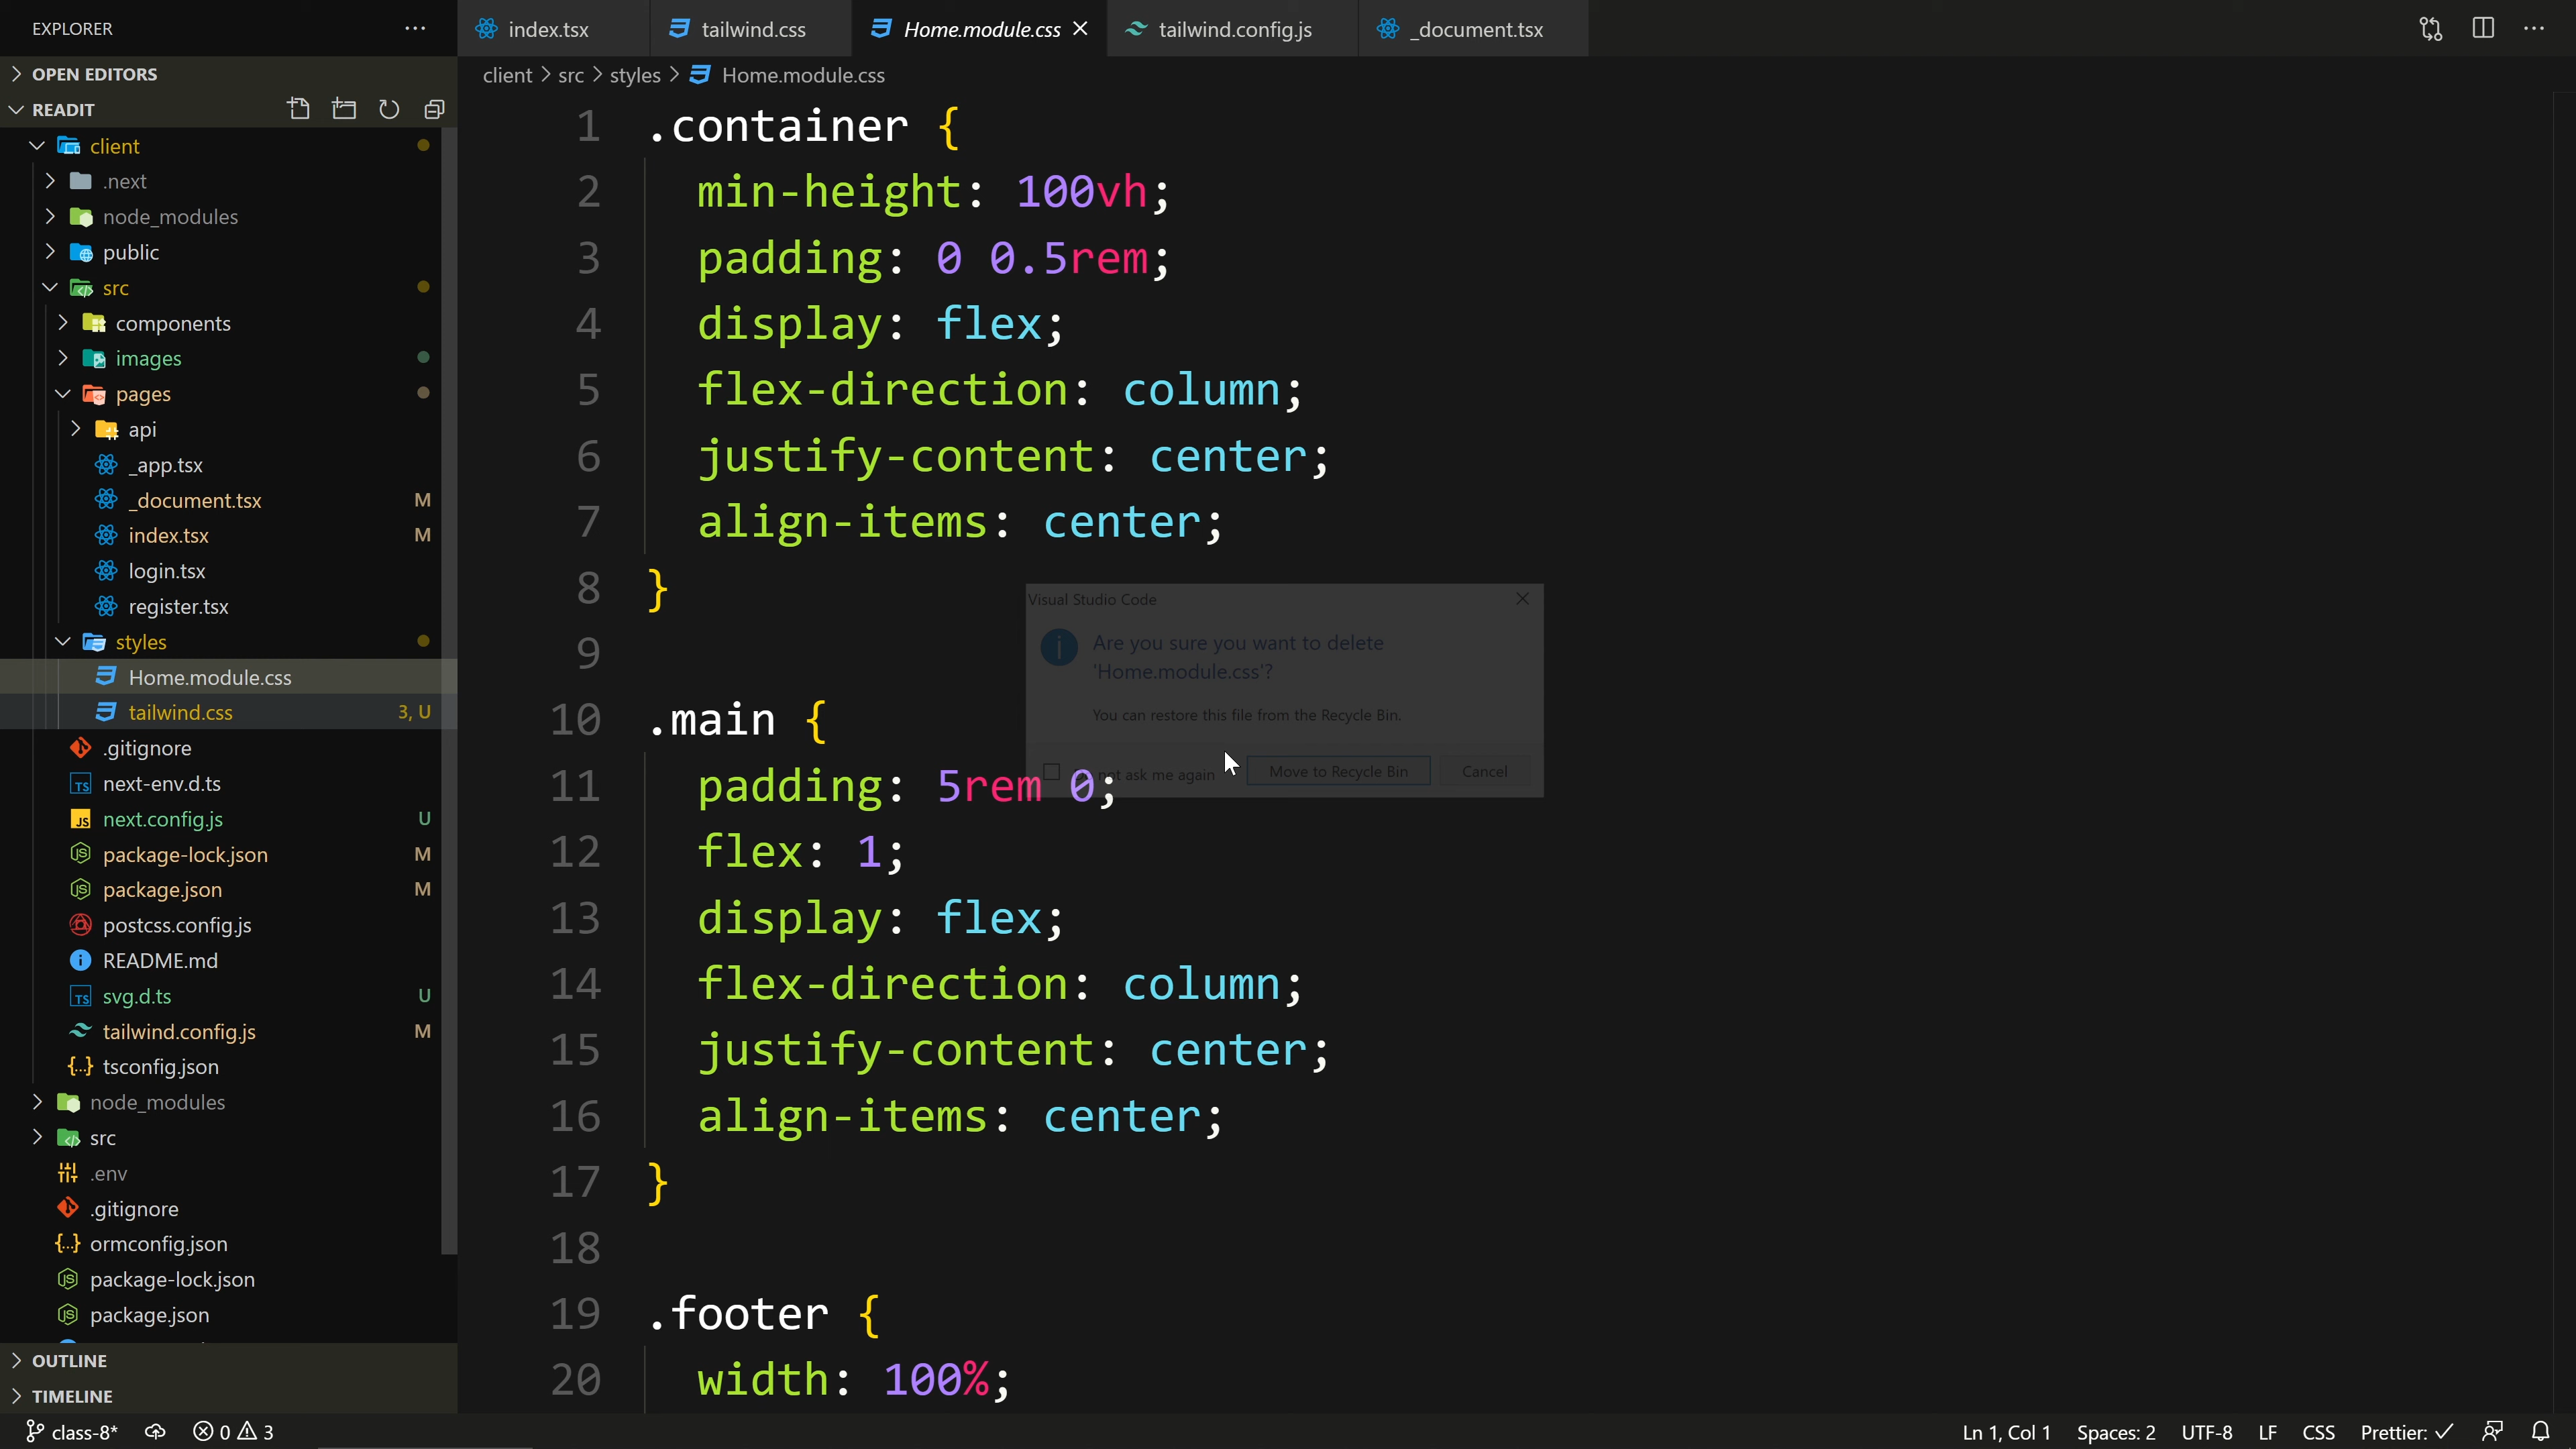 EXPLORER
index.tsx
tailwind.css
Home.module.css
tailwind.config.js
_document.tsx
OPEN EDITORS
client > src > styles > Home.module.css
READIT
client
.next
node_modules
public
src
components
images
pages
api
_app.tsx
_document.tsx M
index.tsx M
login.tsx
register.tsx
styles
Home.module.css
tailwind.css 3, U
.gitignore
next-env.d.ts
next.config.js U
package-lock.json M
package.json M
postcss.config.js
README.md
svg.d.ts U
tailwind.config.js M
tsconfig.json
node_modules
src
.env
.gitignore
ormconfig.json
package-lock.json
package.json
OUTLINE
TIMELINE
1 .container {
2 min-height: 100vh;
3 padding: 0 0.5rem;
4 display: flex;
5 flex-direction: column;
6 justify-content: center;
7 align-items: center;
8 }
9
10 .main {
11 padding: 5rem 0;
12 flex: 1;
13 display: flex;
14 flex-direction: column;
15 justify-content: center;
16 align-items: center;
17 }
18
19 .footer {
20 width: 100%;
Visual Studio Code
Are you sure you want to delete
'Home.module.css'?
You can restore this file from the Recycle Bin.
not ask me again
Move to Recycle Bin
Cancel
class-8* 0 3
Ln 1, Col 1 Spaces: 2 UTF-8 LF CSS Prettier: ✓